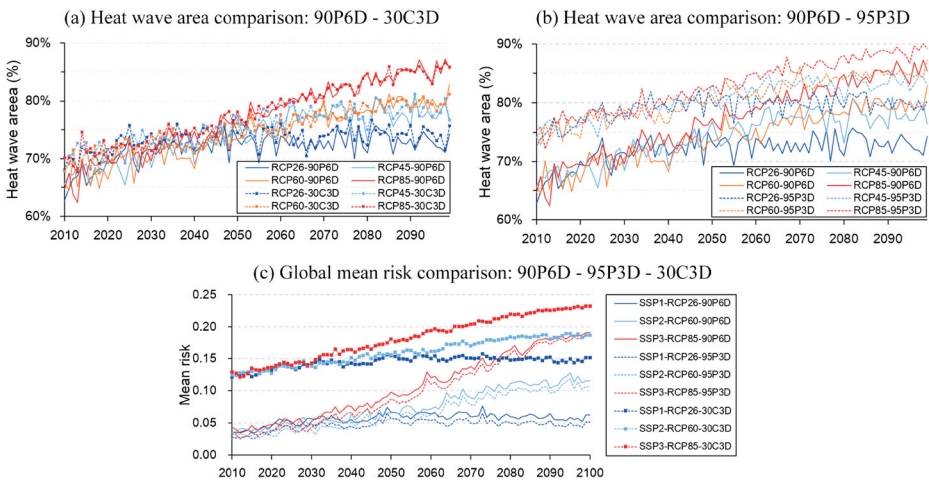 (a) Heat wave area comparison: 90P6D - 30C3D
(b) Heat wave area comparison: 90P6D - 95P3D
90%
80%
70%
60%
Heat wave areea (%)
RCP26-90P6D
RCP45-90P6D
RCP60-90P6D
RCP85-90P6D
RCP26-30C3D
RCP45-30C3D
RCP60-30C3D
RCP85-30C3D
2010 2020 2030 2040 2050 2060 2070 2080 2090
90%
80%
70%
60%
Heat wave area (%)
RCP26-90P6D
RCP45-90P6D
RCP60-90P6D
RCP85-90P6D
RCP26-95P3D
RCP45-95P3D
RCP60-95P3D
RCP85-95P3D
2010 2020 2030 2040 2050 2060 2070 2080 2090
(c) Global mean risk comparison: 90P6D - 95P3D - 30C3D
0.25
0.20
0.15
0.10
0.05
0.00
Mean risk
2010 2020 2030 2040 2050 2060 2070 2080 2090 2100
SSP1-RCP26-90P6D
SSP2-RCP60-90P6D
SSP3-RCP85-90P6D
SSP1-RCP26-95P3D
SSP2-RCP60-95P3D
SSP3-RCP85-95P3D
SSP1-RCP26-30C3D
SSP2-RCP60-30C3D
SSP3-RCP85-30C3D